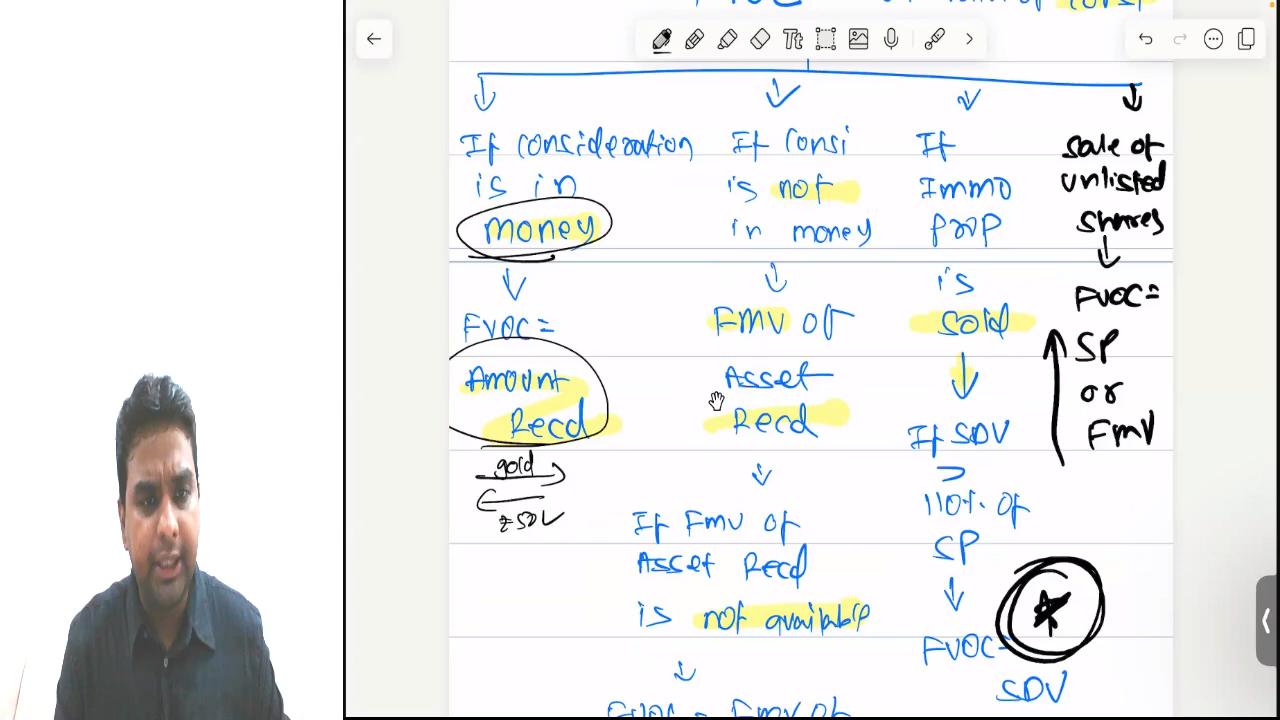 If consideration
is in
money
FVOC =
Amount
Recd
gold
If Consi
is not
in money
FMV of
Asset
Recd
If FMV of
Asset Recd
is not available
If
Immo
Prop
is
sold
If SDV
>
110% of
SP
FVOC =
SDV
sale of
unlisted
shares
FVOC =
SP
or
FMV
Tt